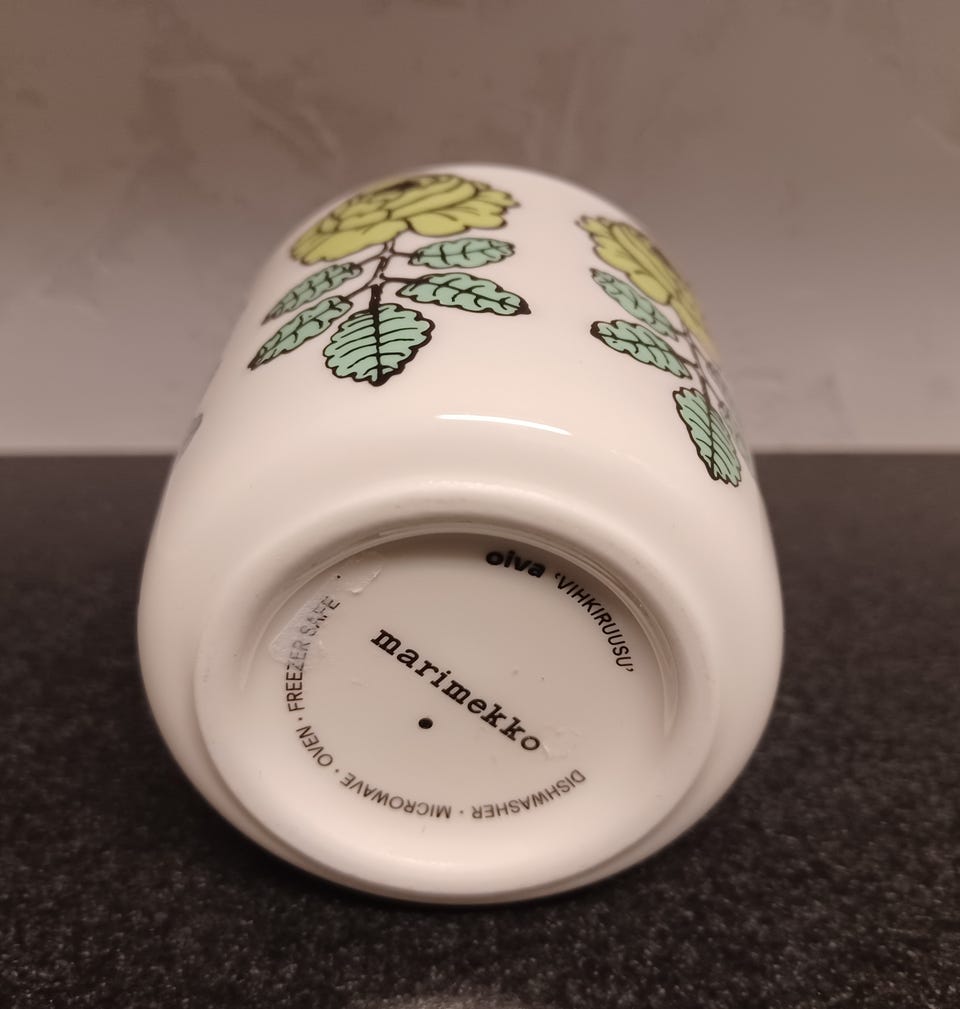 oiva 'VIHKIRUUSU'
marimekko
DISHWASHER · MICROWAVE · OVEN · FREEZER SAFE